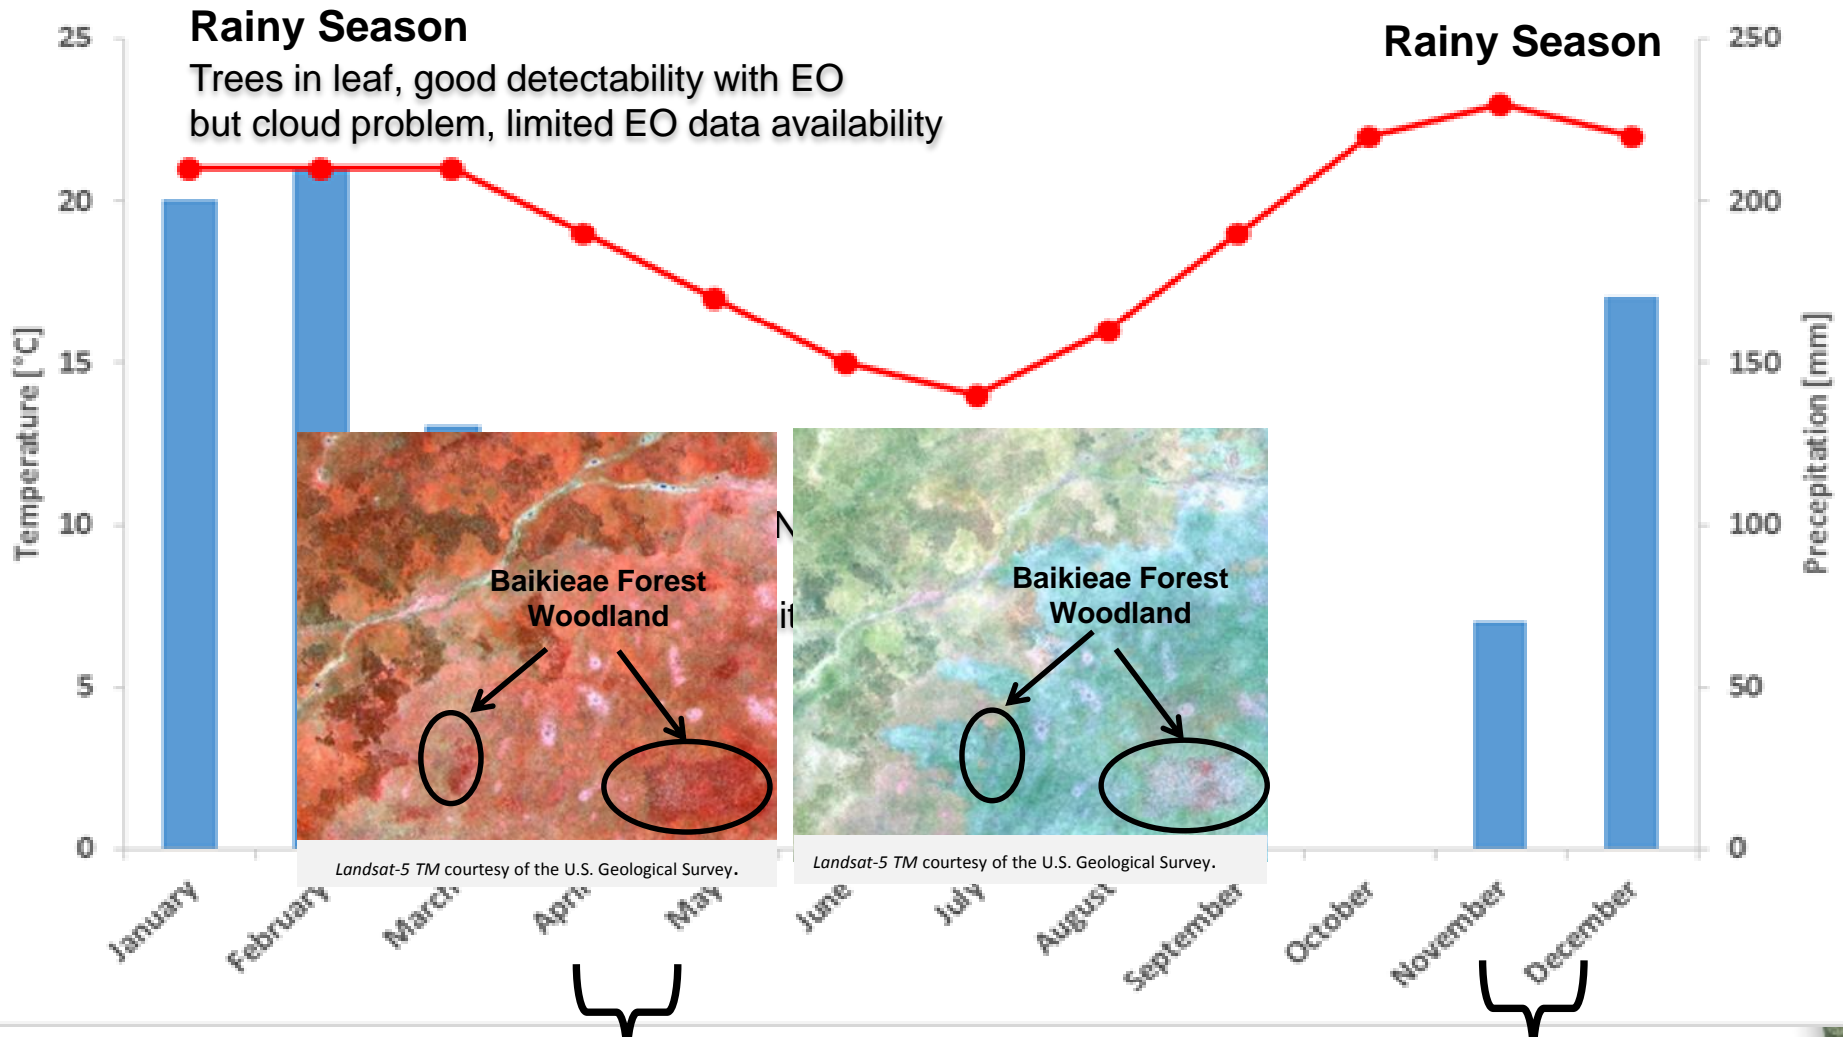 Rainy Season
Trees in leaf, good detectability with EO
but cloud problem, limited EO data availability
Rainy Season
25
20
15
10
5
0
Temperature [°C]
250
200
150
100
50
0
Precepitation [mm]
Baikieae Forest
Woodland
Baikieae Forest
Woodland
Landsat-5 TM courtesy of the U.S. Geological Survey.
Landsat-5 TM courtesy of the U.S. Geological Survey.
January
February
March
April
May
June
July
August
September
October
November
December